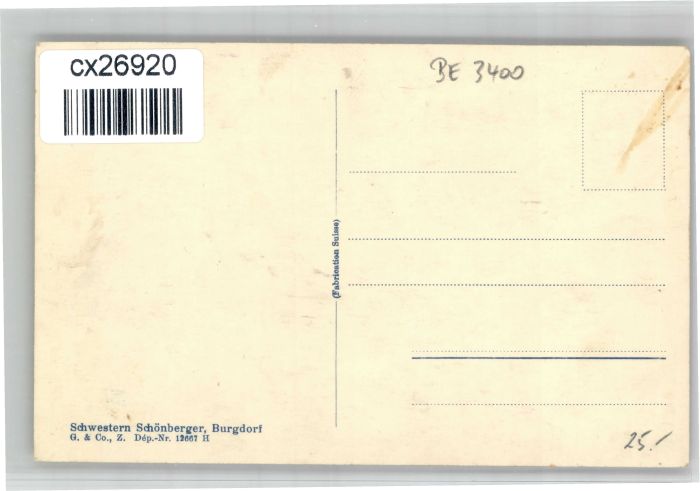 cx26920
BE 3400
(Fabrication Suisse)
Schwestern Schönberger, Burgdorf
G. & Co., Z. Dép.-Nr. 12667 H
25.-